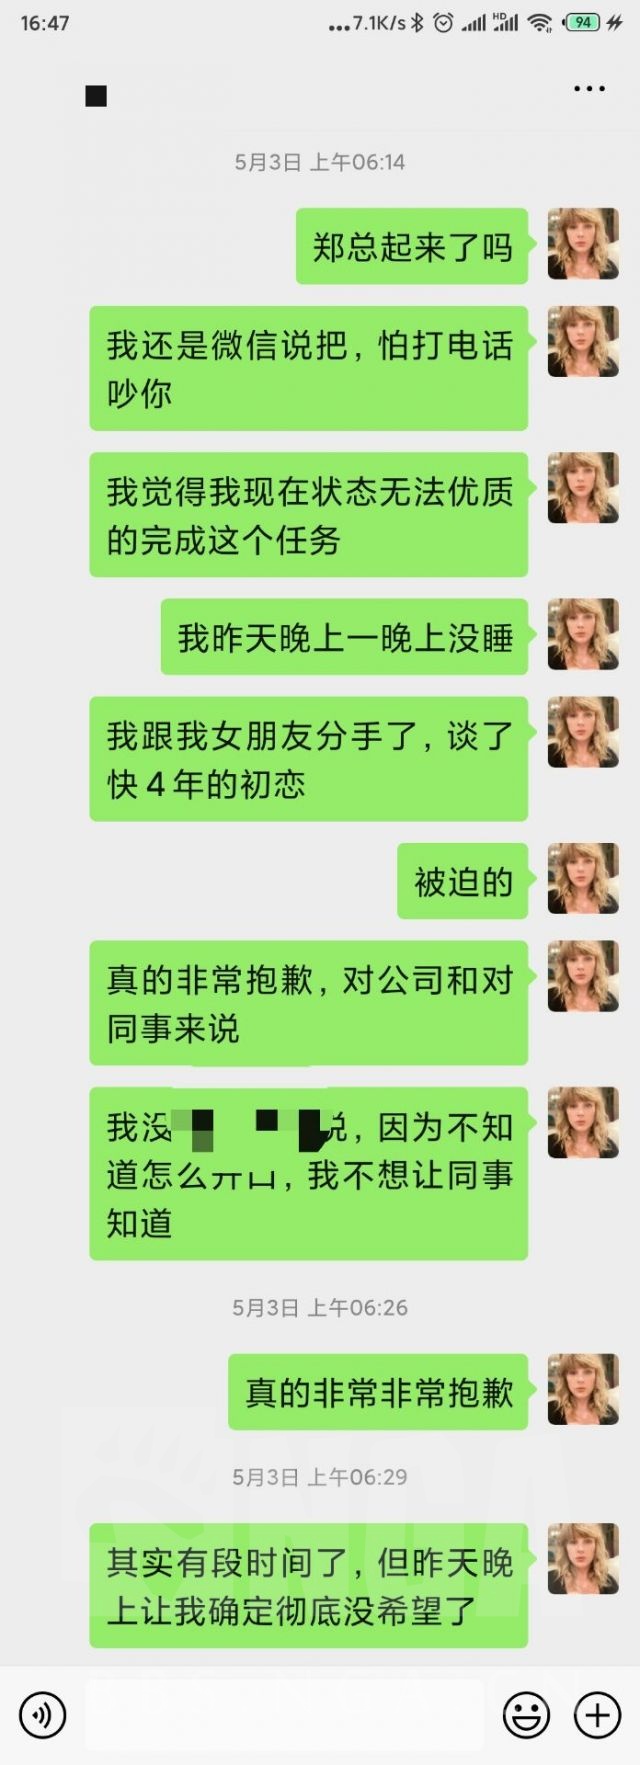 16:47
...7.1K/s HD 94
5月3日 上午06:14
郑总起来了吗
我还是微信说把，怕打电话
吵你
我觉得我现在状态无法优质
的完成这个任务
我昨天晚上一晚上没睡
我跟我女朋友分手了，谈了
快4年的初恋
被迫的
真的非常抱歉，对公司和对
同事来说
我没 说，因为不知
道怎么开口，我不想让同事
知道
5月3日 上午06:26
真的非常非常抱歉
5月3日 上午06:29
其实有段时间了，但昨天晚
上让我确定彻底没希望了
NGA